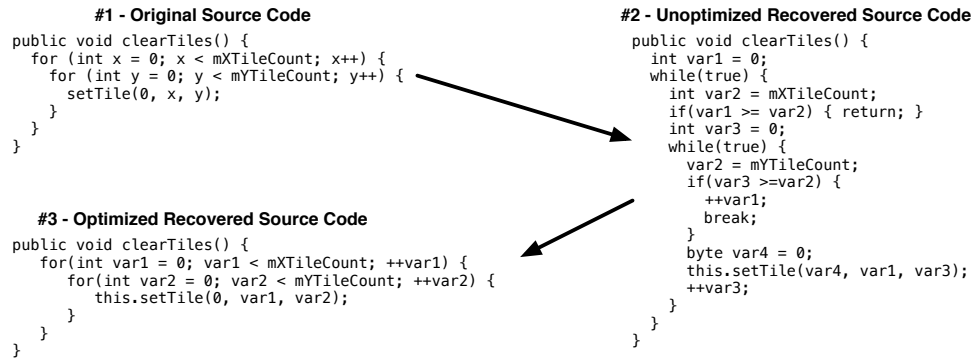 #1 - Original Source Code
public void clearTiles() {
for (int x = 0; x < mXTileCount; x++) {
for (int y = 0; y < mYTileCount; y++) {
setTile(0, x, y);
}
}
}
#2 - Unoptimized Recovered Source Code
public void clearTiles() {
int var1 = 0;
while(true) {
int var2 = mXTileCount;
if(var1 >= var2) { return; }
int var3 = 0;
while(true) {
var2 = mYTileCount;
if(var3 >=var2) {
++var1;
break;
}
byte var4 = 0;
this.setTile(var4, var1, var3);
++var3;
}
}
}
#3 - Optimized Recovered Source Code
public void clearTiles() {
for(int var1 = 0; var1 < mXTileCount; ++var1) {
for(int var2 = 0; var2 < mYTileCount; ++var2) {
this.setTile(0, var1, var2);
}
}
}